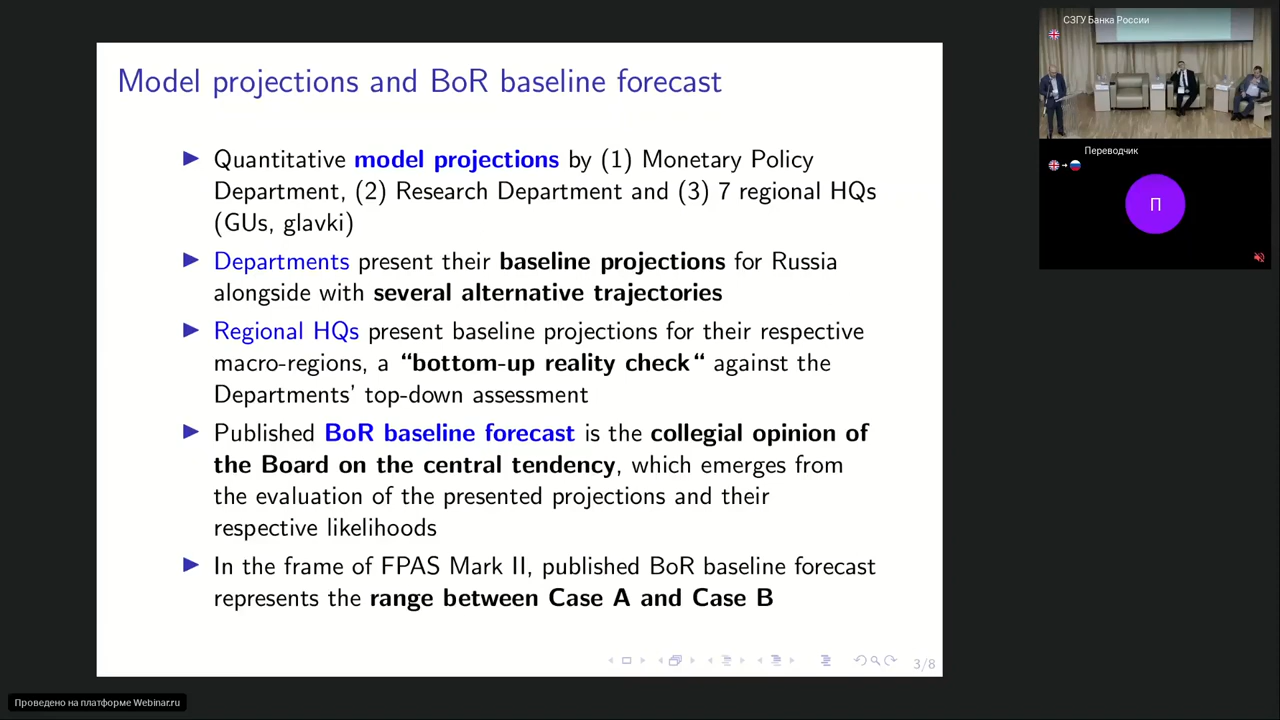 Model projections and BoR baseline forecast
▶ Quantitative model projections by (1) Monetary Policy
Department, (2) Research Department and (3) 7 regional HQs
(GUs, glavki)
▶ Departments present their baseline projections for Russia
alongside with several alternative trajectories
▶ Regional HQs present baseline projections for their respective
macro-regions, a “bottom-up reality check“ against the
Departments’ top-down assessment
▶ Published BoR baseline forecast is the collegial opinion of
the Board on the central tendency, which emerges from
the evaluation of the presented projections and their
respective likelihoods
▶ In the frame of FPAS Mark II, published BoR baseline forecast
represents the range between Case A and Case B
3/8
СЗГУ Банка России
Переводчик
П
Проведено на платформе Webinar.ru